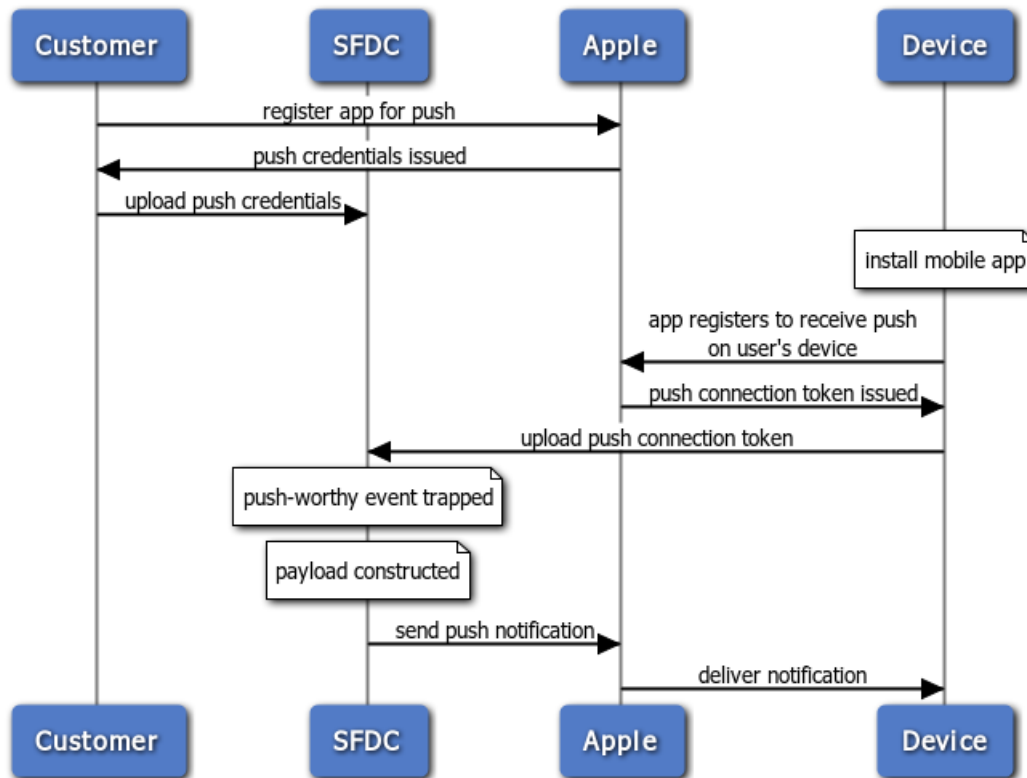 Customer
SFDC
Apple
Device
register app for push
push credentials issued
upload push credentials
install mobile app
app registers to receive push
on user's device
push connection token issued
upload push connection token
push-worthy event trapped
payload constructed
send push notification
deliver notification
Customer
SFDC
Apple
Device